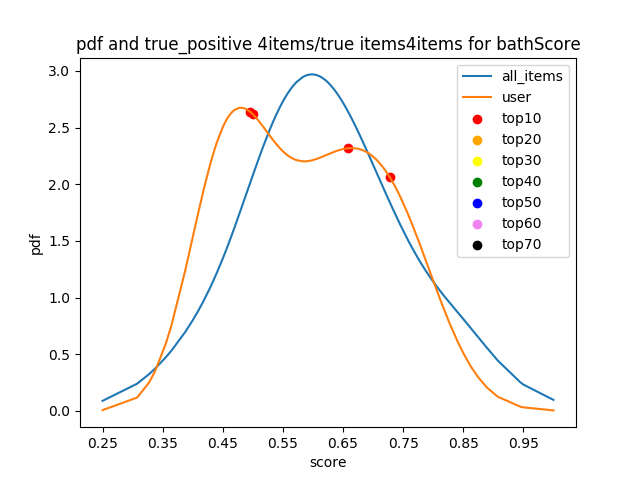 pdf and true_positive 4items/true items4items for bathScore
all_items
user
top10
top20
top30
top40
top50
top60
top70
3.0
2.5
2.0
1.5
1.0
0.5
0.0
pdf
0.25 0.35 0.45 0.55 0.65 0.75 0.85 0.95
score